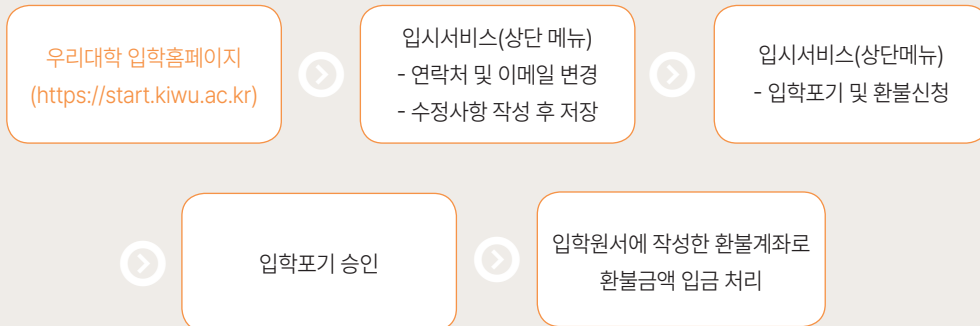 우리대학 입학홈페이지
(https://start.kiwu.ac.kr)
입시서비스(상단 메뉴)
- 연락처 및 이메일 변경
- 수정사항 작성 후 저장
입시서비스(상단메뉴)
- 입학포기 및 환불신청
입학포기 승인
입학원서에 작성한 환불계좌로
환불금액 입금 처리